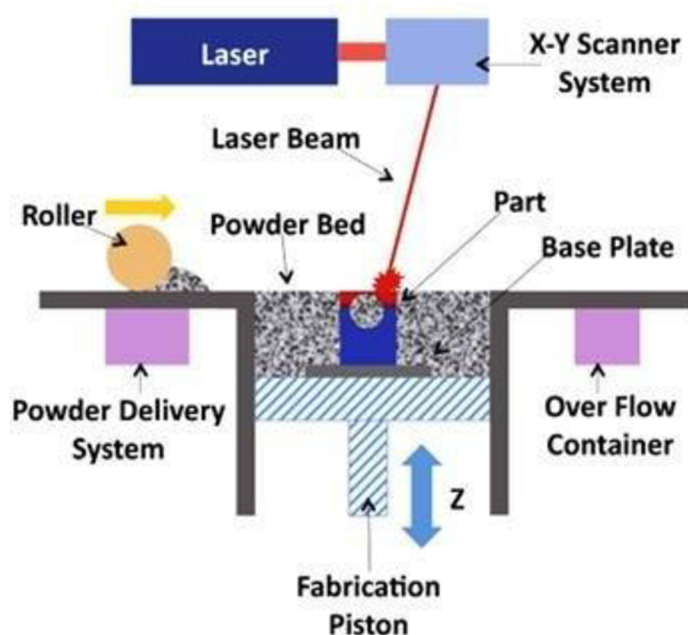 Laser
X-Y Scanner
System
Laser Beam
Roller
Powder Bed
Part
Base Plate
Powder Delivery
System
Over Flow
Container
Z
Fabrication
Piston